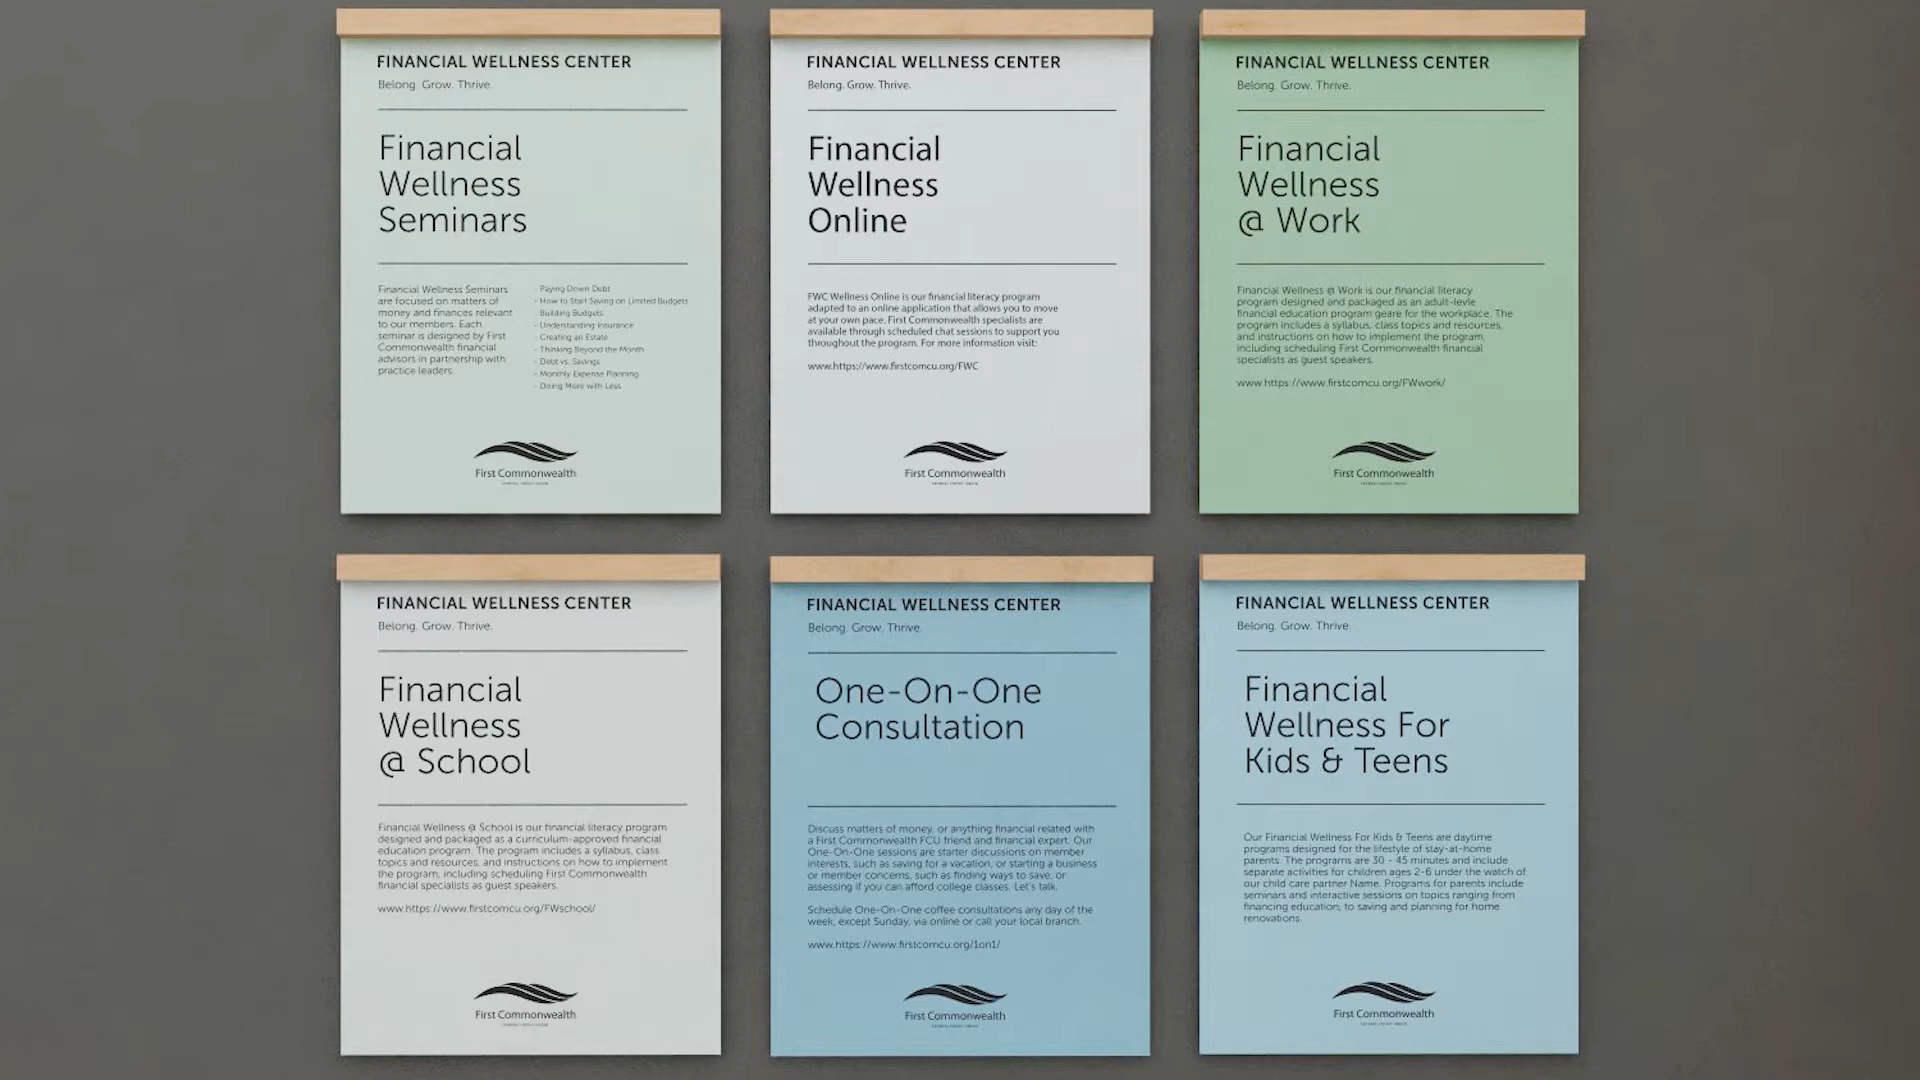 FINANCIAL WELLNESS CENTER
Belong. Grow. Thrive.
Financial
Wellness
Seminars
Financial Wellness Seminars
are focused on matters of
money and finances relevant
to our members. Each
seminar is designed by First
Commonwealth financial
advisors in partnership with
practice leaders.
- Paying Down Debt
- How to Start Saving on Limited Budgets
Building Budgets
- Understanding Insurance
- Creating an Estate
- Thinking Beyond the Month
- Debt vs. Savings
- Monthly Expense Planning
- Doing More with Less
First Commonwealth
FEDERAL CREDIT UNION
FINANCIAL WELLNESS CENTER
Belong. Grow. Thrive.
Financial
Wellness
Online
FWC Wellness Online is our financial literacy program
adapted to an online application that allows you to move
at your own pace. First Commonwealth specialists are
available through scheduled chat sessions to support you
throughout the program. For more information visit:
www.https://www.firstcomcu.org/FWC
First Commonwealth
FEDERAL CREDIT UNION
FINANCIAL WELLNESS CENTER
Belong. Grow. Thrive.
Financial
Wellness
@ Work
Financial Wellness @ Work is our financial literacy
program designed and packaged as an adult-levle
financial education program geare for the workplace. The
program includes a syllabus, class topics and resources,
and instructions on how to implement the program,
including scheduling First Commonwealth financial
specialists as guest speakers.
www.https://www.firstcomcu.org/FWwork/
First Commonwealth
FEDERAL CREDIT UNION
FINANCIAL WELLNESS CENTER
Belong. Grow. Thrive.
Financial
Wellness
@ School
Financial Wellness @ School is our financial literacy program
designed and packaged as a curriculum-approved financial
education program. The program includes a syllabus, class
topics and resources, and instructions on how to implement
the program, including scheduling First Commonwealth
financial specialists as guest speakers.
www.https://www.firstcomcu.org/FWschool/
First Commonwealth
FEDERAL CREDIT UNION
FINANCIAL WELLNESS CENTER
Belong. Grow. Thrive.
One-On-One
Consultation
Discuss matters of money, or anything financial related with
a First Commonwealth FCU friend and financial expert. Our
One-On-One sessions are starter discussions on member
interests, such as saving for a vacation, or starting a business
or member concerns, such as finding ways to save, or
assessing if you can afford college classes. Let's talk.
Schedule One-On-One coffee consultations any day of the
week, except Sunday, via online or call your local branch.
www.https://www.firstcomcu.org/1on1/
First Commonwealth
FEDERAL CREDIT UNION
FINANCIAL WELLNESS CENTER
Belong. Grow. Thrive.
Financial
Wellness For
Kids & Teens
Our Financial Wellness For Kids & Teens are daytime
programs designed for the lifestyle of stay-at-home
parents. The programs are 30 - 45 minutes and include
separate activities for children ages 2-6 under the watch of
our child care partner Name. Programs for parents include
seminars and interactive sessions on topics ranging from
financing education, to saving and planning for home
renovations.
First Commonwealth
FEDERAL CREDIT UNION